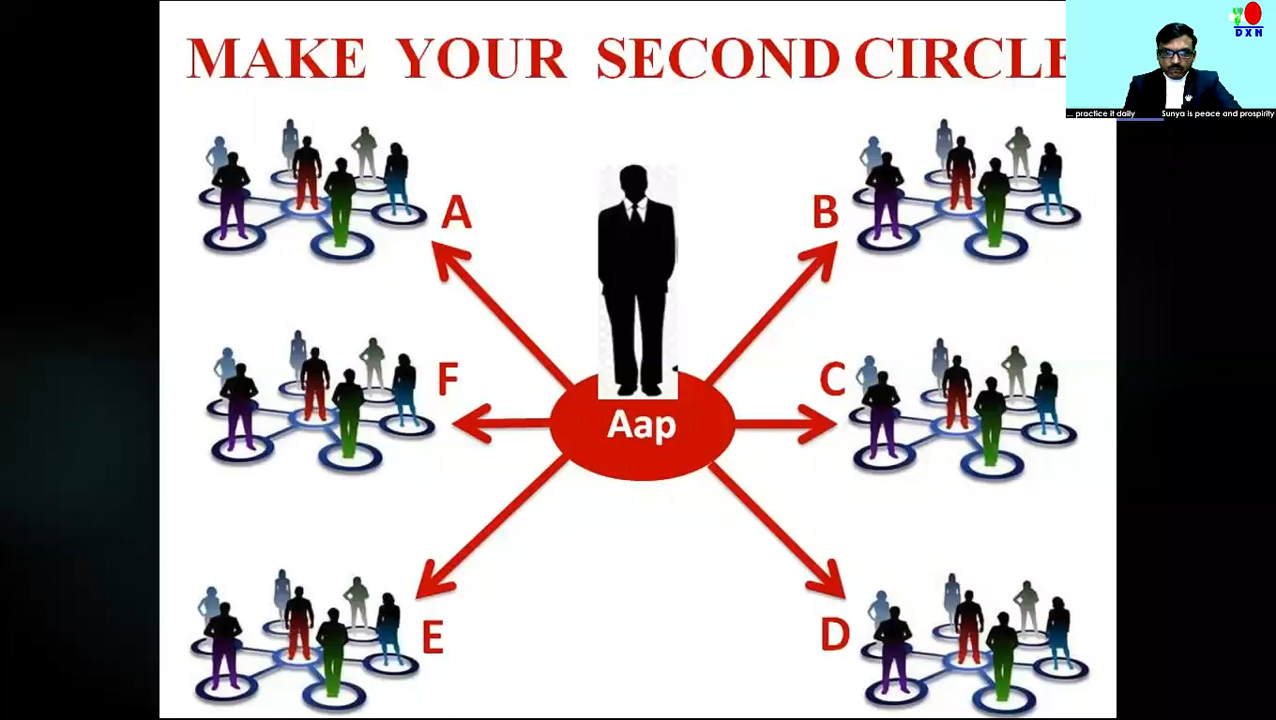 MAKE YOUR SECOND CIRCLE
DXN
... practice it daily Sunya is peace and prospirity
A
B
F
C
Aap
E
D